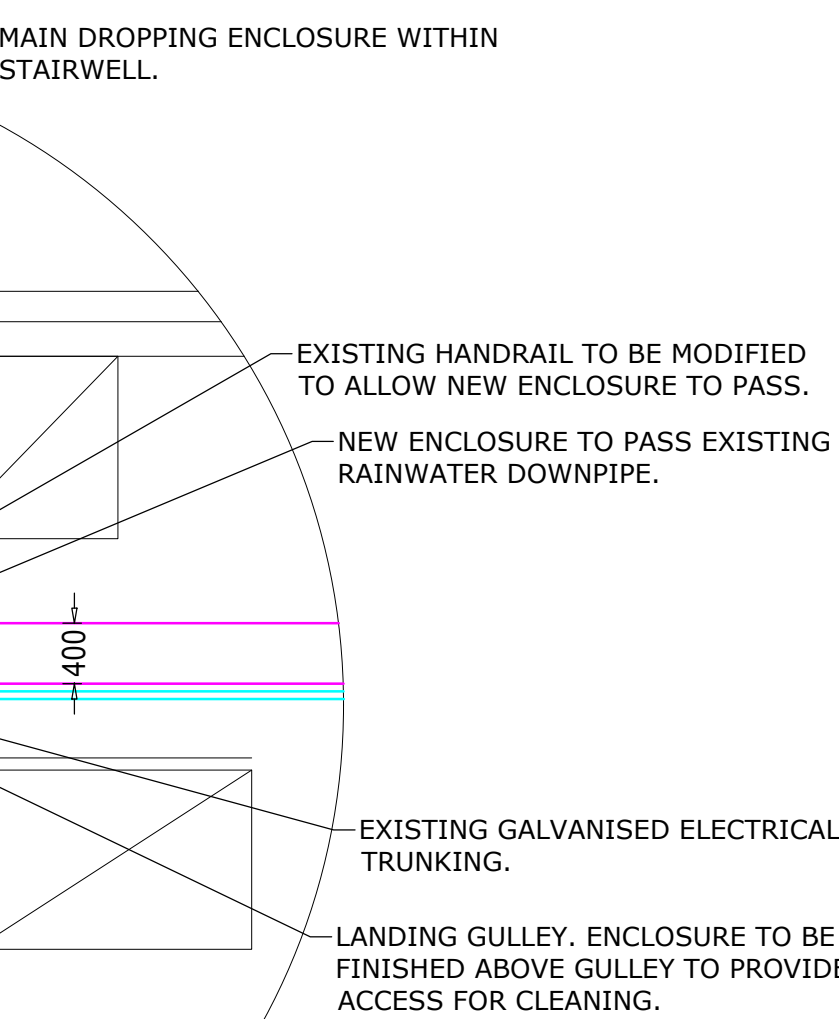 MAIN DROPPING ENCLOSURE WITHIN
STAIRWELL.
EXISTING HANDRAIL TO BE MODIFIED
TO ALLOW NEW ENCLOSURE TO PASS.
NEW ENCLOSURE TO PASS EXISTING
RAINWATER DOWNPIPE.
400
EXISTING GALVANISED ELECTRICAL
TRUNKING.
LANDING GULLEY. ENCLOSURE TO BE
FINISHED ABOVE GULLEY TO PROVIDE
ACCESS FOR CLEANING.